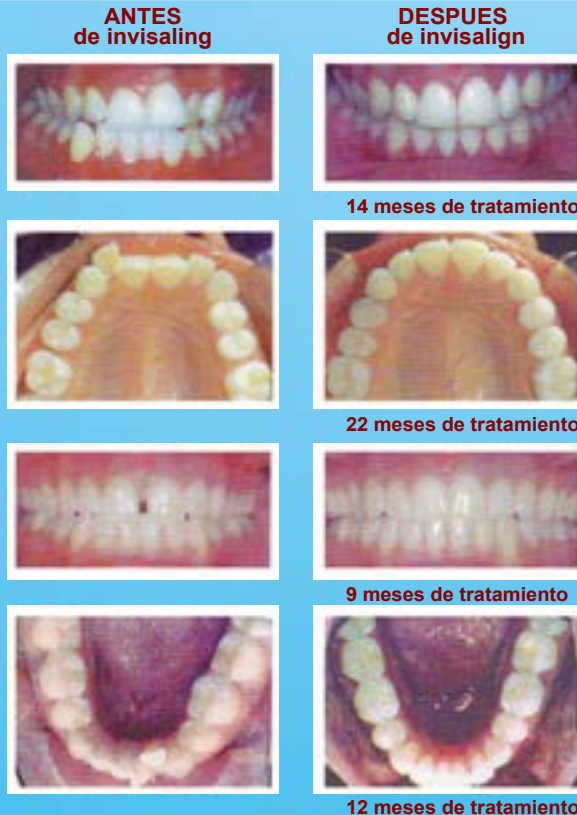 ANTES
de invisaling
DESPUES
de invisalign
14 meses de tratamiento
22 meses de tratamiento
9 meses de tratamiento
12 meses de tratamiento